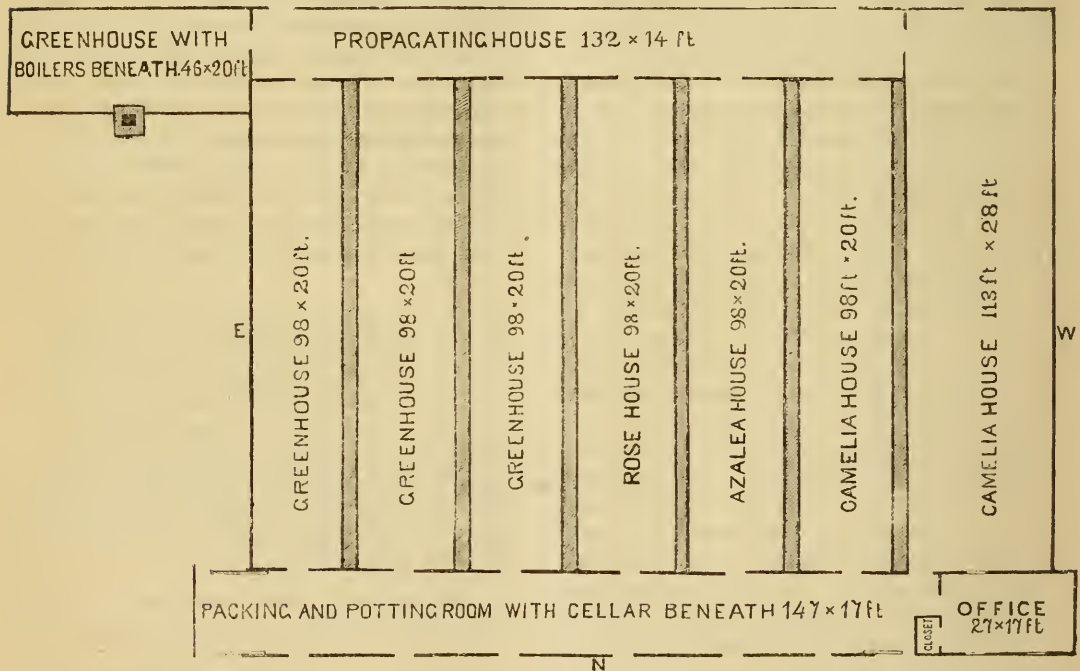 GREENHOUSE WITH
BOILERS BENEATH.46×20ft
PROPAGATING HOUSE 132 × 14 ft
E
GREENHOUSE 98 × 20ft.
GREENHOUSE 98 × 20ft
GREENHOUSE 98 × 20ft.
ROSE HOUSE 98 × 20ft.
AZALEA HOUSE 98 × 20ft.
CAMELIA HOUSE 98ft × 20ft.
CAMELIA HOUSE 113ft × 28ft
W
PACKING AND POTTING ROOM WITH CELLAR BENEATH 147 × 17ft
CLOSET
OFFICE
27×17ft
N